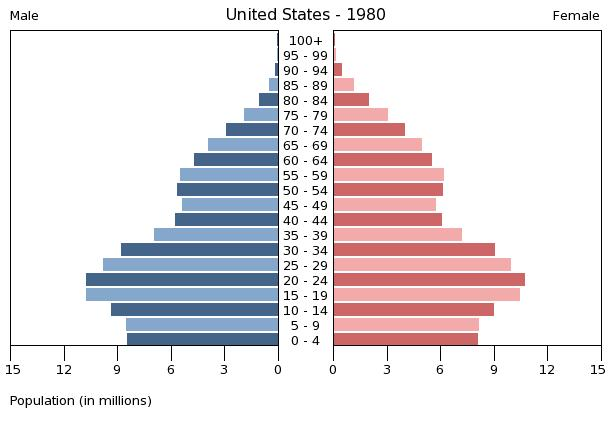 Male United States - 1980 Female
100+
95 - 99
90 - 94
85 - 89
80 - 84
75 - 79
70 - 74
65 - 69
60 - 64
55 - 59
50 - 54
45 - 49
40 - 44
35 - 39
30 - 34
25 - 29
20 - 24
15 - 19
10 - 14
5 - 9
0 - 4
15 12 9 6 3 0 0 3 6 9 12 15
Population (in millions)